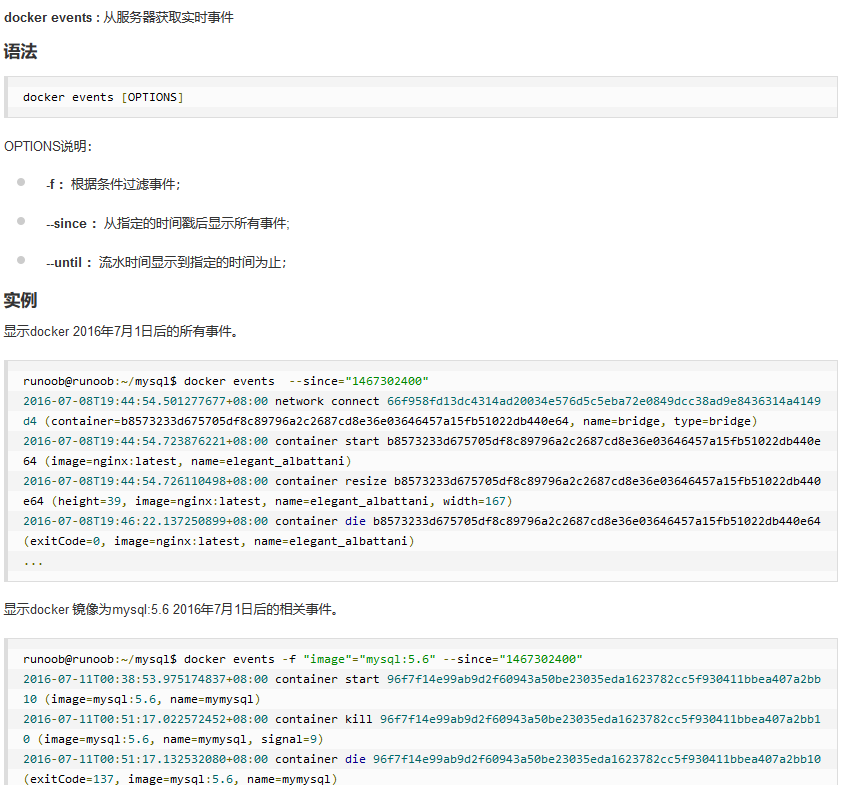 docker events : 从服务器获取实时事件
语法
docker events [OPTIONS]
OPTIONS说明：
-f ：根据条件过滤事件；
--since ：从指定的时间戳后显示所有事件;
--until ：流水时间显示到指定的时间为止；
实例
显示docker 2016年7月1日后的所有事件。
runoob@runoob:~/mysql$ docker events  --since="1467302400"
2016-07-08T19:44:54.501277677+08:00 network connect 66f958fd13dc4314ad20034e576d5c5eba72e0849dcc38ad9e8436314a4149
d4 (container=b8573233d675705df8c89796a2c2687cd8e36e03646457a15fb51022db440e64, name=bridge, type=bridge)
2016-07-08T19:44:54.723876221+08:00 container start b8573233d675705df8c89796a2c2687cd8e36e03646457a15fb51022db440e
64 (image=nginx:latest, name=elegant_albattani)
2016-07-08T19:44:54.726110498+08:00 container resize b8573233d675705df8c89796a2c2687cd8e36e03646457a15fb51022db440
e64 (height=39, image=nginx:latest, name=elegant_albattani, width=167)
2016-07-08T19:46:22.137250899+08:00 container die b8573233d675705df8c89796a2c2687cd8e36e03646457a15fb51022db440e64
(exitCode=0, image=nginx:latest, name=elegant_albattani)
...
显示docker 镜像为mysql:5.6 2016年7月1日后的相关事件。
runoob@runoob:~/mysql$ docker events -f "image"="mysql:5.6" --since="1467302400"
2016-07-11T00:38:53.975174837+08:00 container start 96f7f14e99ab9d2f60943a50be23035eda1623782cc5f930411bbea407a2bb
10 (image=mysql:5.6, name=mymysql)
2016-07-11T00:51:17.022572452+08:00 container kill 96f7f14e99ab9d2f60943a50be23035eda1623782cc5f930411bbea407a2bb1
0 (image=mysql:5.6, name=mymysql, signal=9)
2016-07-11T00:51:17.132532080+08:00 container die 96f7f14e99ab9d2f60943a50be23035eda1623782cc5f930411bbea407a2bb10
(exitCode=137, image=mysql:5.6, name=mymysql)